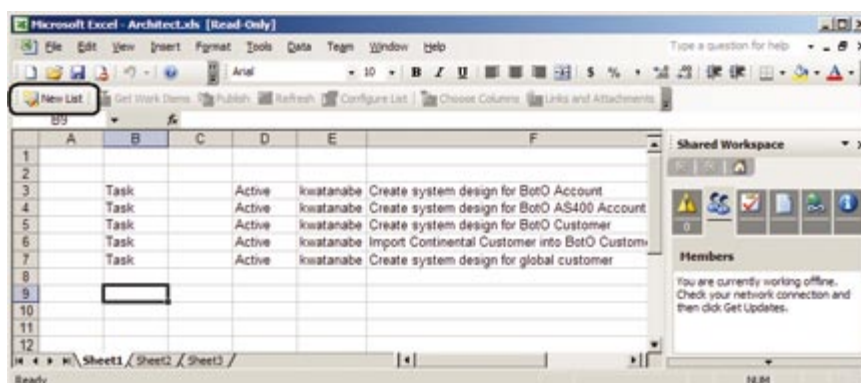 Microsoft Excel - Architect.xls [Read-Only]
File Edit View Insert Format Tools Data Team Window Help Type a question for help
Arial 10 B I U $ % ,
New List Get Work Items Publish Refresh Configure List Choose Columns Links and Attachments
B9 fx
A B C D E F
1
2
3 Task Active kwatanabe Create system design for BotO Account
4 Task Active kwatanabe Create system design for BotO AS400 Account
5 Task Active kwatanabe Create system design for BotO Customer
6 Task Active kwatanabe Import Continental Customer into BotO Custom
7 Task Active kwatanabe Create system design for global customer
8
9
10
11
12
Sheet1 Sheet2 Sheet3
Ready NUM
Shared Workspace
0
Members
You are currently working offline.
Check your network connection and
then click Get Updates.